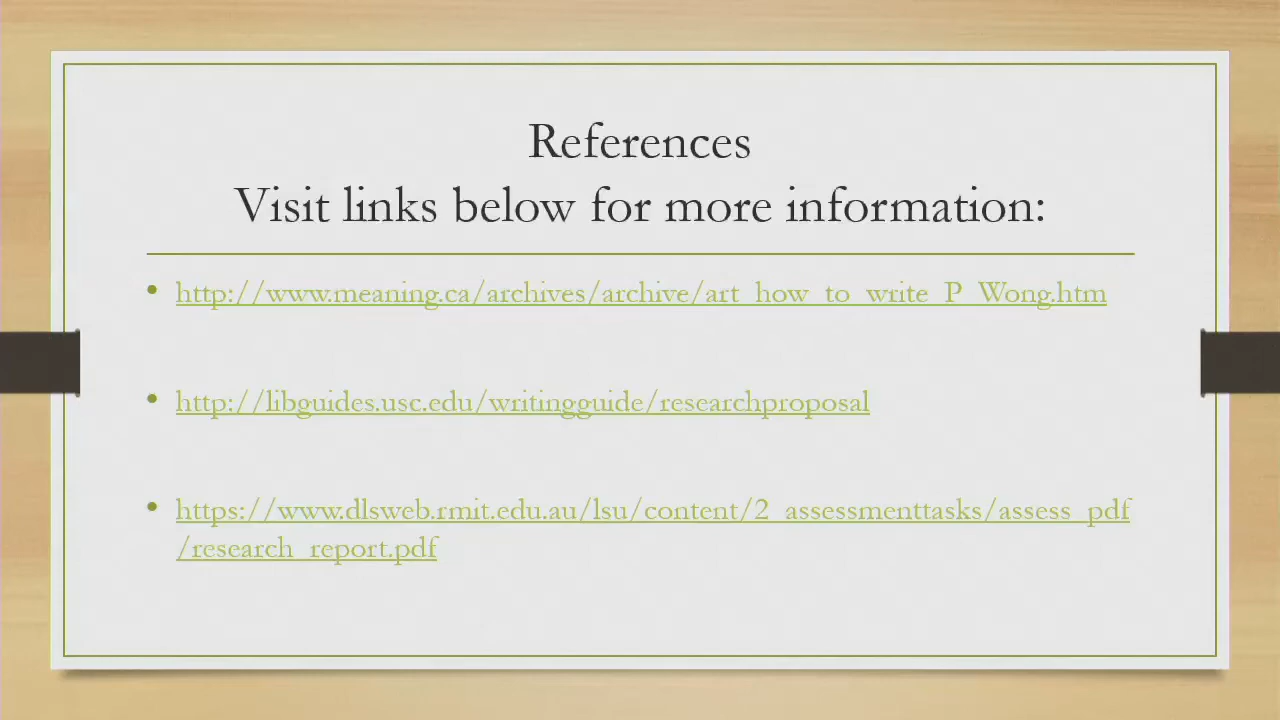 References
Visit links below for more information:
• http://www.meaning.ca/archives/archive/art_how_to_write_P_Wong.htm
• http://libguides.usc.edu/writingguide/researchproposal
• https://www.dlsweb.rmit.edu.au/lsu/content/2_assessmenttasks/assess_pdf
/research_report.pdf